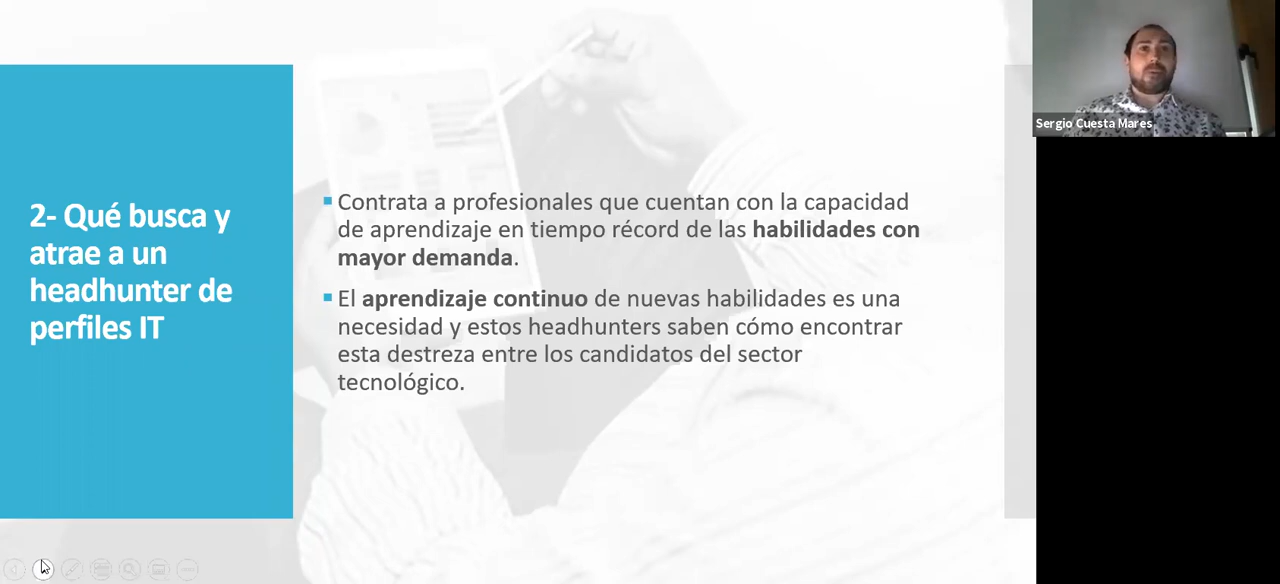 2- Qué busca y
atrae a un
headhunter de
perfiles IT
Contrata a profesionales que cuentan con la capacidad
de aprendizaje en tiempo récord de las habilidades con
mayor demanda.
El aprendizaje continuo de nuevas habilidades es una
necesidad y estos headhunters saben cómo encontrar
esta destreza entre los candidatos del sector
tecnológico.
Sergio Cuesta Mares